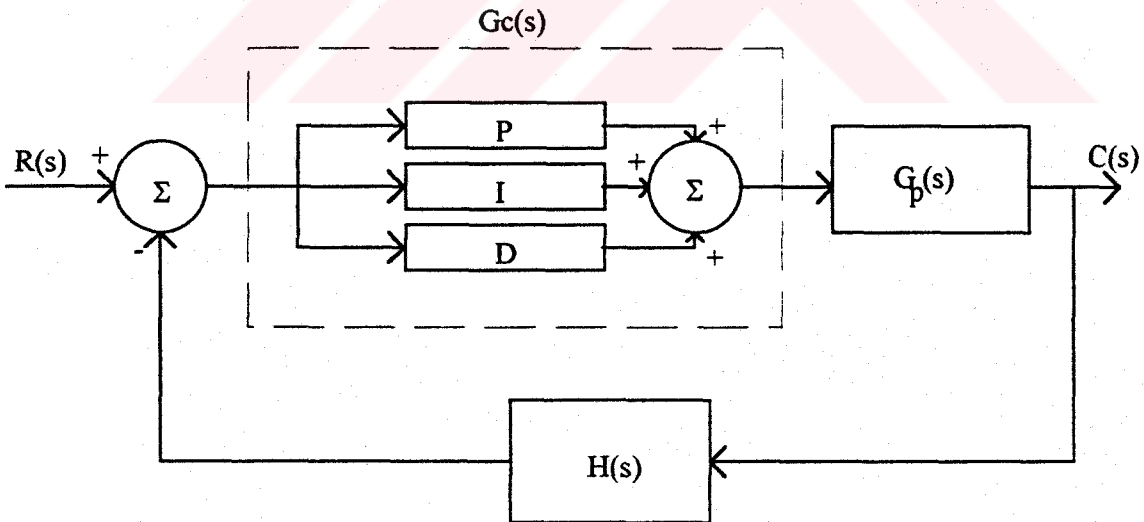 Gc(s)
P
+
R(s)
+
Σ
I
+
Σ
Gp(s)
C(s)
-
D
+
H(s)